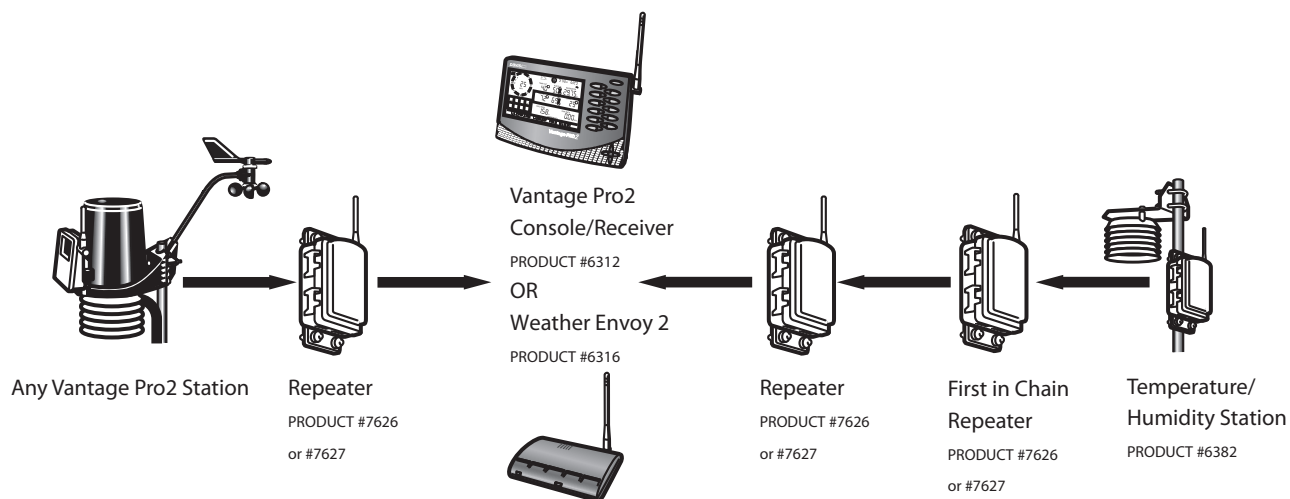 Vantage Pro2
Console/Receiver
PRODUCT #6312
OR
Weather Envoy 2
PRODUCT #6316
Any Vantage Pro2 Station
Repeater
PRODUCT #7626
or #7627
Repeater
PRODUCT #7626
or #7627
First in Chain
Repeater
PRODUCT #7626
or #7627
Temperature/
Humidity Station
PRODUCT #6382